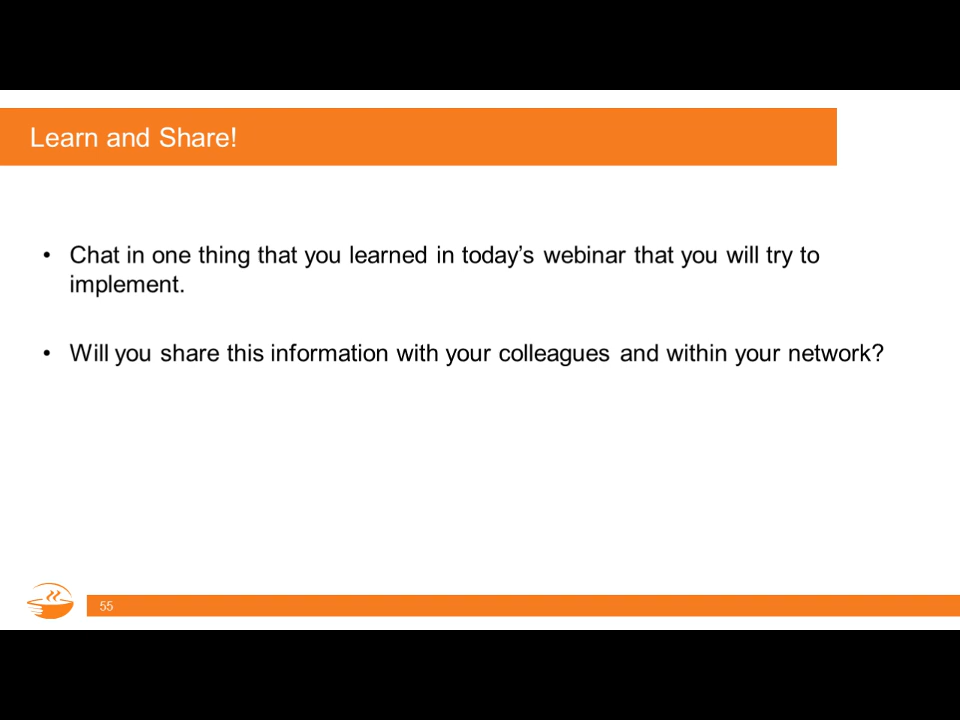 Learn and Share!
• Chat in one thing that you learned in today’s webinar that you will try to
implement.
• Will you share this information with your colleagues and within your network?
55